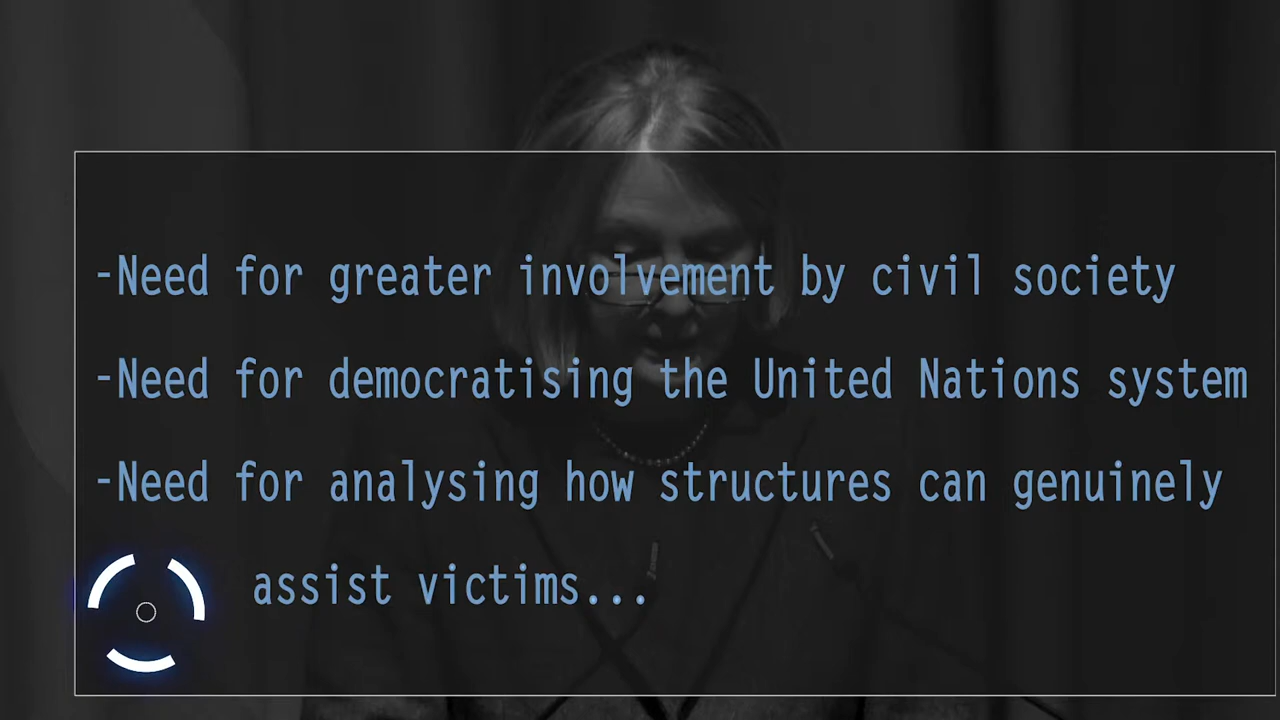 -Need for greater involvement by civil society
-Need for democratising the United Nations system
-Need for analysing how structures can genuinely
assist victims...